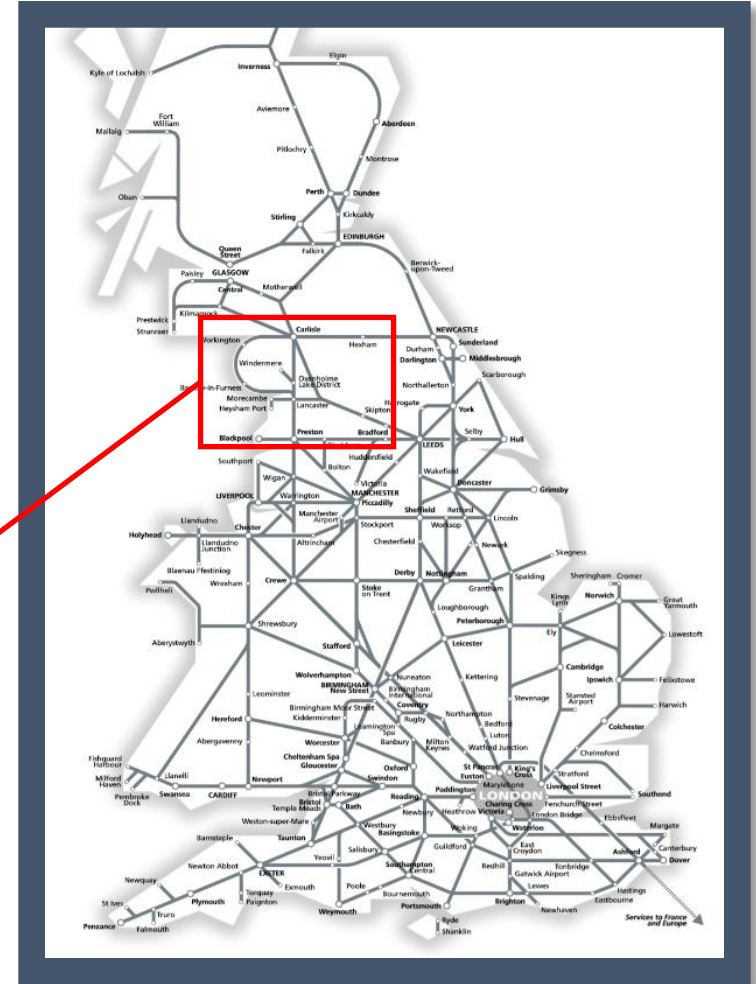 Elgin
Inverness
Kyle of Lochalsh
Aviemore
Fort
William
Mallaig
Aberdeen
Pitlochry
Montrose
Perth
Dundee
Oban
Stirling
Kirkcaldy
EDINBURGH
Queen
Street
Falkirk
Berwick-
upon-Tweed
Paisley
GLASGOW
Central
Motherwell
Prestwick
Kilmarnock
Stranraer
Carlisle
NEWCASTLE
Workington
Hexham
Sunderland
Durham
Windermere
Darlington
Middlesbrough
Oxenholme
Lake District
Scarborough
Barrow-in-Furness
Northallerton
Morecambe
Harrogate
Heysham Port
Lancaster
Skipton
York
Blackpool
Preston
Bradford
Selby
LEEDS
Hull
Southport
Huddersfield
Bolton
Wakefield
Wigan
Victoria
Doncaster
LIVERPOOL
Warrington
MANCHESTER
Piccadilly
Grimsby
Manchester
Airport
Sheffield
Retford
Llandudno
Stockport
Worksop
Lincoln
Holyhead
Chester
Llandudno
Junction
Altrincham
Chesterfield
Newark
Skegness
Blaenau Ffestiniog
Derby
Nottingham
Spalding
Sheringham
Cromer
Pwllheli
Wrexham
Crewe
Stoke
on Trent
Grantham
Kings
Lynn
Norwich
Great
Yarmouth
Loughborough
Shrewsbury
Peterborough
Ely
Lowestoft
Aberystwyth
Stafford
Leicester
Wolverhampton
Cambridge
BIRMINGHAM
New Street
Nuneaton
Kettering
Ipswich
Felixstowe
Birmingham
International
Leominster
Stevenage
Stansted
Airport
Birmingham Moor Street
Coventry
Harwich
Hereford
Kidderminster
Rugby
Northampton
Leamington
Spa
Bedford
Colchester
Abergavenny
Worcester
Banbury
Milton
Keynes
Luton
Watford Junction
Chelmsford
Cheltenham Spa
Fishguard
Harbour
Gloucester
Oxford
St Pancras
King's
Cross
Stratford
Llanelli
Newport
Swindon
Euston
Milford
Haven
Marylebone
Liverpool Street
Pembroke
Dock
Swansea
CARDIFF
Bristol Parkway
Reading
Paddington
LONDON
Southend
Bristol
Temple Meads
Bath
Charing Cross
Fenchurch Street
Newbury
Heathrow
Victoria
London Bridge
Ebbsfleet
Weston-super-Mare
Waterloo
Margate
Barnstaple
Westbury
Basingstoke
Woking
Taunton
East
Croydon
Canterbury
Salisbury
Guildford
Ashford
Yeovil
Redhill
Tonbridge
Dover
Newton Abbot
Southampton
Central
Gatwick Airport
Newquay
EXETER
Exmouth
Poole
Lewes
Hastings
St Ives
Torquay
Bournemouth
Eastbourne
Plymouth
Paignton
Portsmouth
Brighton
Truro
Weymouth
Newhaven
Penzance
Falmouth
Ryde
Services to France
and Europe
Shanklin